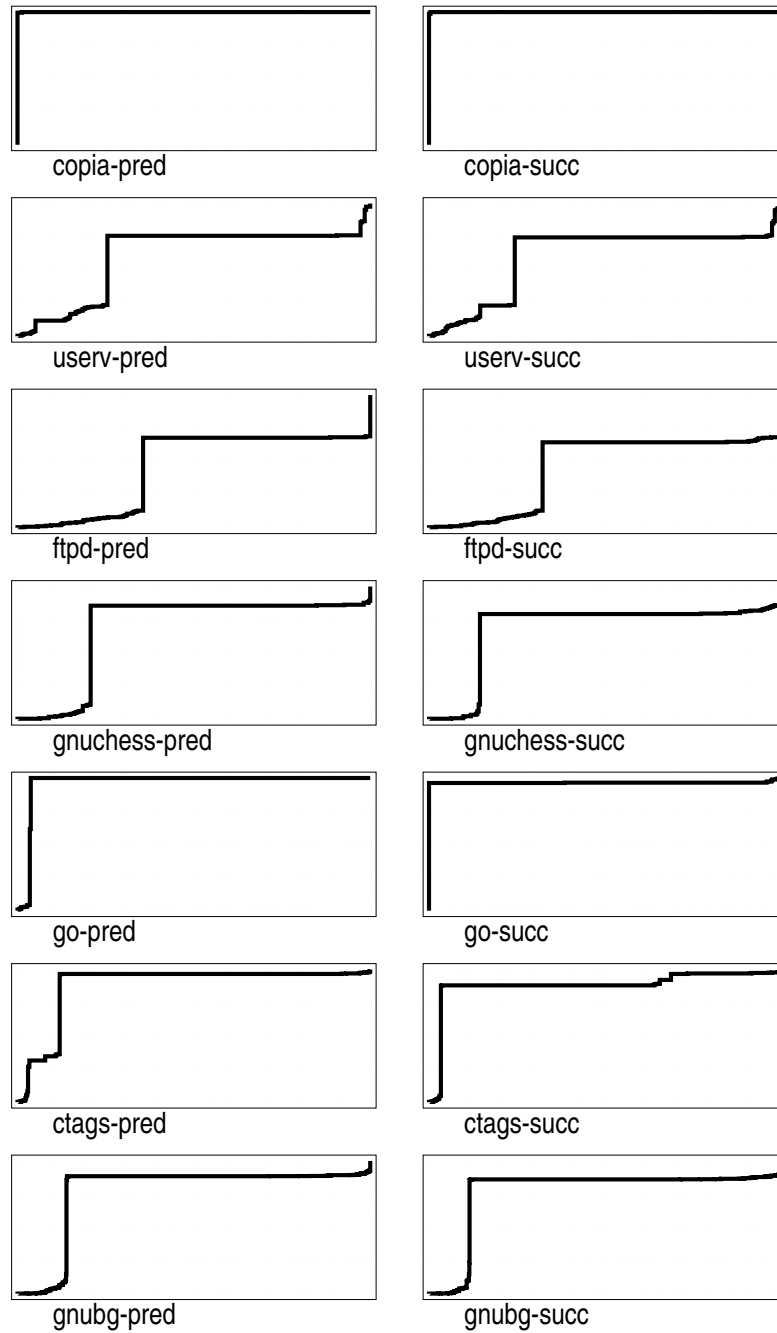 copia-pred
copia-succ
userv-pred
userv-succ
ftpd-pred
ftpd-succ
gnuchess-pred
gnuchess-succ
go-pred
go-succ
ctags-pred
ctags-succ
gnubg-pred
gnubg-succ